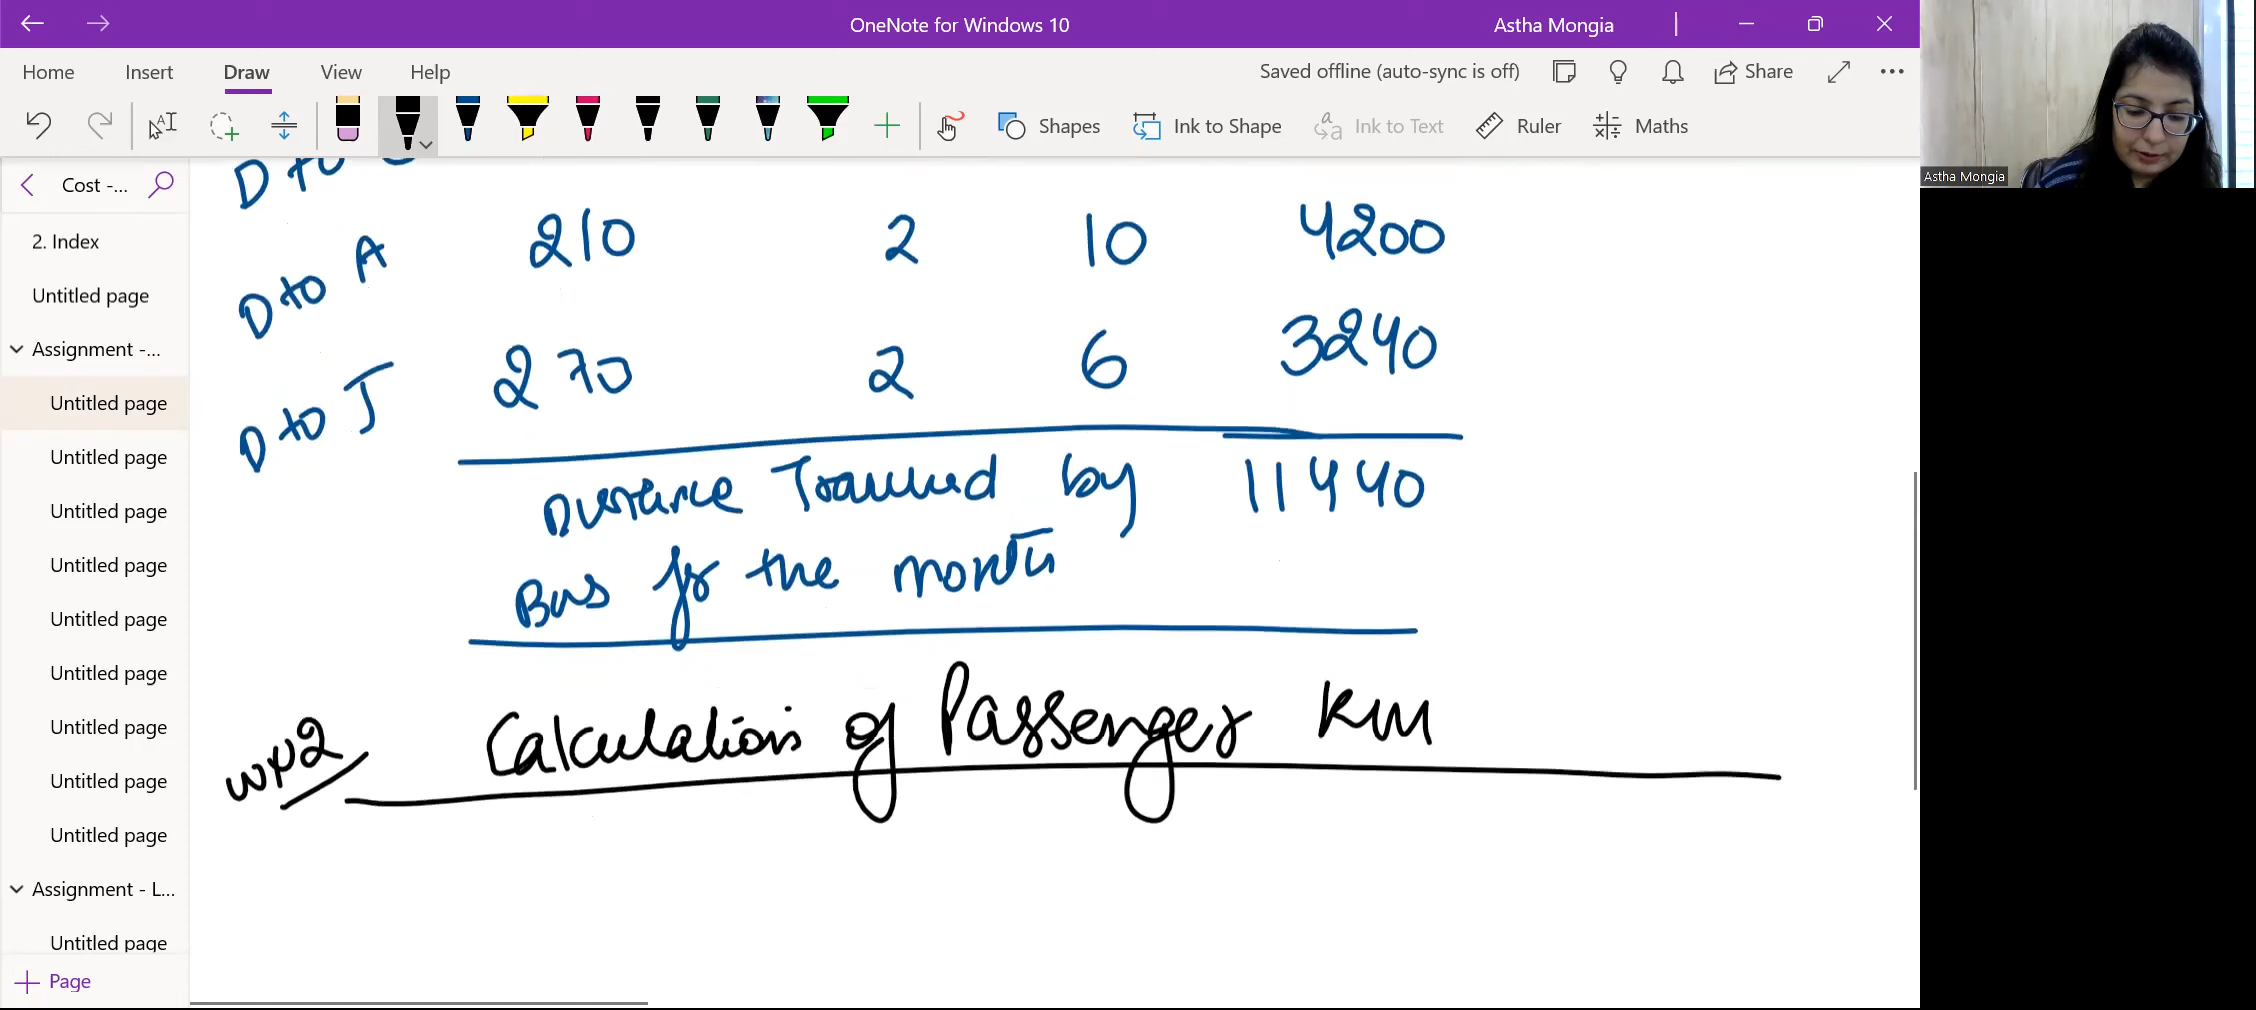 OneNote for Windows 10
Astha Mongia
Home Insert Draw View Help
Saved offline (auto-sync is off)
Share
Shapes
Ink to Shape
Ink to Text
Ruler
Maths
Astha Mongia
Cost -...
2. Index
Untitled page
Assignment -...
Untitled page
Untitled page
Untitled page
Untitled page
Untitled page
Untitled page
Untitled page
Untitled page
Untitled page
Assignment - L...
Untitled page
Page
D to
D to A 210 2 10 4200
D to J 270 2 6 3240
Distance Travelled by 11440
Bus for the month
WN2 Calculation of Passenger KM